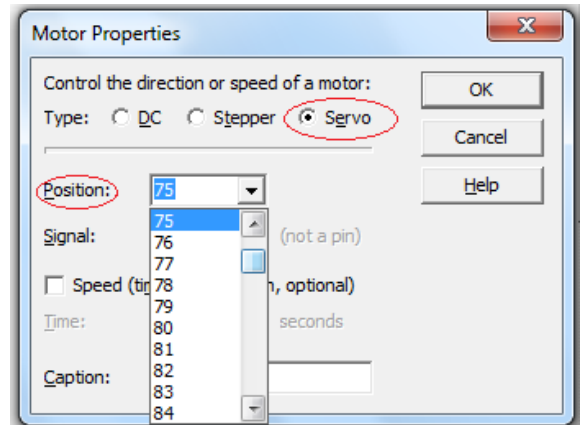 Motor Properties
Control the direction or speed of a motor:
Type: DC Stepper Servo
OK
Cancel
Help
Position: 75
75
76
77
78
79
80
81
82
83
84
Signal: (not a pin)
Speed optional)
Time: seconds
Caption: